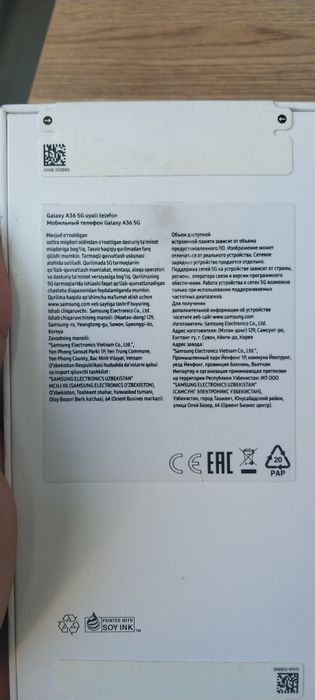 GH68-55886G
Galaxy A36 5G uyali telefon
Мобильный телефон Galaxy A36 5G
Mavjud o'rnatilgan
xotira miqdori oldindan o'rnatilgan dasturiy ta'minot
miqdoriga bog'liq. Tasvir haqiqiy qurilmadan farq
qilishi mumkin. Tarmoqli quvvatlash uskunasi
alohida sotiladi. Qurilmada 5G tarmoqlarini
qo'llab-quvvatlash mamlakat, mintaqa, aloqa operatori
va dasturiy ta'minot versiyasiga bog'liq. Qurilmaning
5G tarmoqlarida ishlashi faqat qo'llab-quvvatlanadigan
chastota diapazonidan foydalanilganda mumkin.
Qurilma haqida qo'shimcha ma'lumot olish uchun
www.samsung.com veb saytiga tashrif buyuring.
Ishlab chiqaruvchi: Samsung Electronics Co., Ltd.
Ishlab chiqaruvchining manzili: (Maetan-dong) 129,
Samsung-ro, Yeongtong-gu, Suwon, Gyeonggi-do,
Koreya
Zavodning manzili:
"Samsung Electronics Vietnam Co., Ltd.",
Yen Phong Sanoat Parki 1P, Yen Trung Commune,
Yen Phong County, Bac Ninh Viloyat, Vetnam
O'zbekiston Respublikasi hududida da'volarni qabul
va import qiluvchi tashkilot:
"SAMSUNG ELECTRONICS UZBEKISTAN"
MCHJ XK (SAMSUNG ELECTRONICS UZBEKISTON),
O'zbekiston, Toshkent shahar, Yunusobod tumani,
Olay Bozori Berk ko'chasi, 64 (Orient Biznes markazi).
Объем доступной
встроенной памяти зависит от объема
предустановленного ПО. Изображение может
отличаться от реального устройства. Сетевое
зарядное устройство продается отдельно.
Поддержка сетей 5G на устройстве зависит от страны,
региона, оператора связи и версии программного
обеспечения. Работа устройства в сетях 5G возможна
только при использовании поддерживаемых
частотных диапазонов.
Для получения
дополнительной информации об устройстве
посетите веб-сайт www.samsung.com
Изготовитель: Samsung Electronics Co., Ltd.
Адрес изготовителя: (Мэтан-донг) 129, Самсунг-ро,
Енгтонг-гу, г. Сувон, Кёнги-до, Корея
Адрес завода:
"Samsung Electronics Vietnam Co., Ltd.",
Промышленный парк Йенфонг 1P, коммуна Йенчунг,
уезд Йенфонг, провинция Бакнинь, Вьетнам
Импортер и организация принимающая претензии
на территории Республики Узбекистан: ИП ООО
"SAMSUNG ELECTRONICS UZBEKISTAN"
(САМСУНГ ЭЛЕКТРОНИКС УЗБЕКИСТАН),
Узбекистан, город Ташкент, Юнусабадский район,
улица Олой Бозор, 64 (Ориент Бизнес центр).
CE EAC
20
PAP
PRINTED WITH
SOY INK™
GH68-55886G